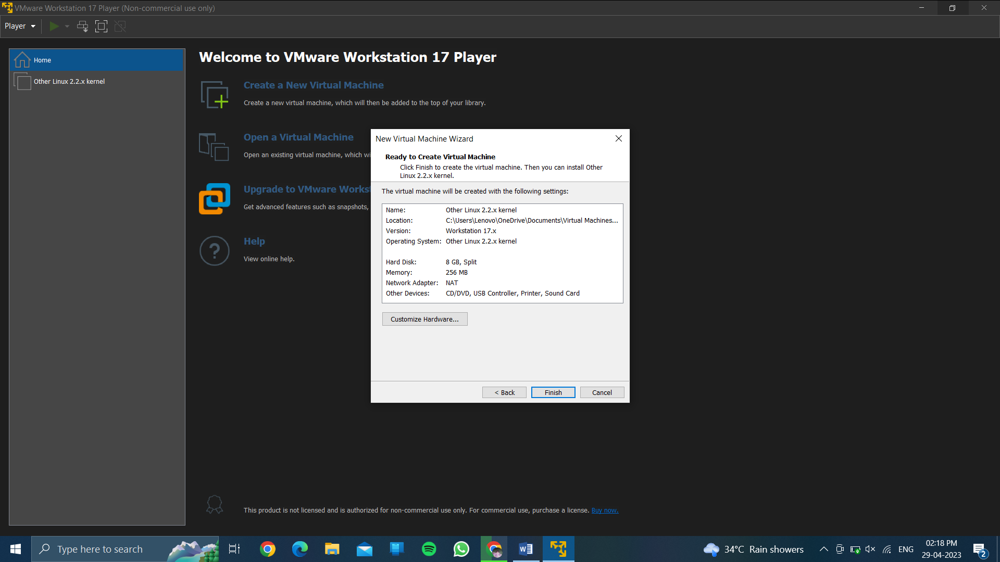 VMware Workstation 17 Player (Non-commercial use only)
Player
Home
Other Linux 2.2.x kernel
Welcome to VMware Workstation 17 Player
Create a New Virtual Machine
Create a new virtual machine, which will then be added to the top of your library.
Open a Virtual Machine
Open an existing virtual machine, which wi
Upgrade to VMware Works
Get advanced features such as snapshots,
Help
View online help.
New Virtual Machine Wizard
Ready to Create Virtual Machine
Click Finish to create the virtual machine. Then you can install Other
Linux 2.2.x kernel.
The virtual machine will be created with the following settings:
Name: Other Linux 2.2.x kernel
Location: C:\Users\Lenovo\OneDrive\Documents\Virtual Machines...
Version: Workstation 17.x
Operating System: Other Linux 2.2.x kernel
Hard Disk: 8 GB, Split
Memory: 256 MB
Network Adapter: NAT
Other Devices: CD/DVD, USB Controller, Printer, Sound Card
Customize Hardware...
< Back Finish Cancel
This product is not licensed and is authorized for non-commercial use only. For commercial use, purchase a license. Buy now.
Type here to search
34°C Rain showers
ENG
02:18 PM
29-04-2023
2